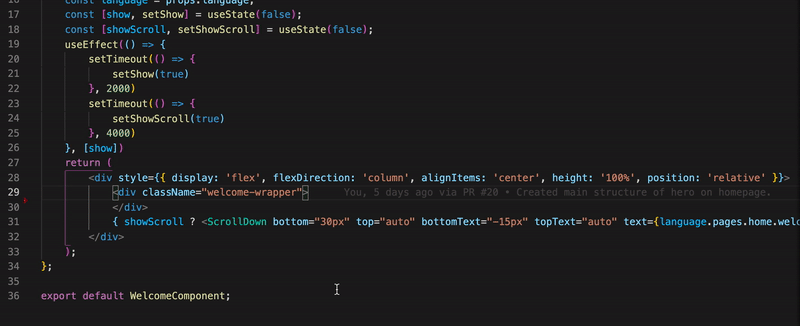 16 const language = props.language;
17 const [show, setShow] = useState(false);
18 const [showScroll, setShowScroll] = useState(false);
19 useEffect(() => {
20 setTimeout(() => {
21 setShow(true)
22 }, 2000)
23 setTimeout(() => {
24 setShowScroll(true)
25 }, 4000)
26 }, [show])
27 return (
28 <div style={{ display: 'flex', flexDirection: 'column', alignItems: 'center', height: '100%', position: 'relative' }}>
29 <div className="welcome-wrapper"> You, 5 days ago via PR #20 • Created main structure of hero on homepage.
30 </div>
31 { showScroll ? <ScrollDown bottom="30px" top="auto" bottomText="-15px" topText="auto" text={language.pages.home.welc
32 </div>
33 );
34 };
35
36 export default WelcomeComponent;